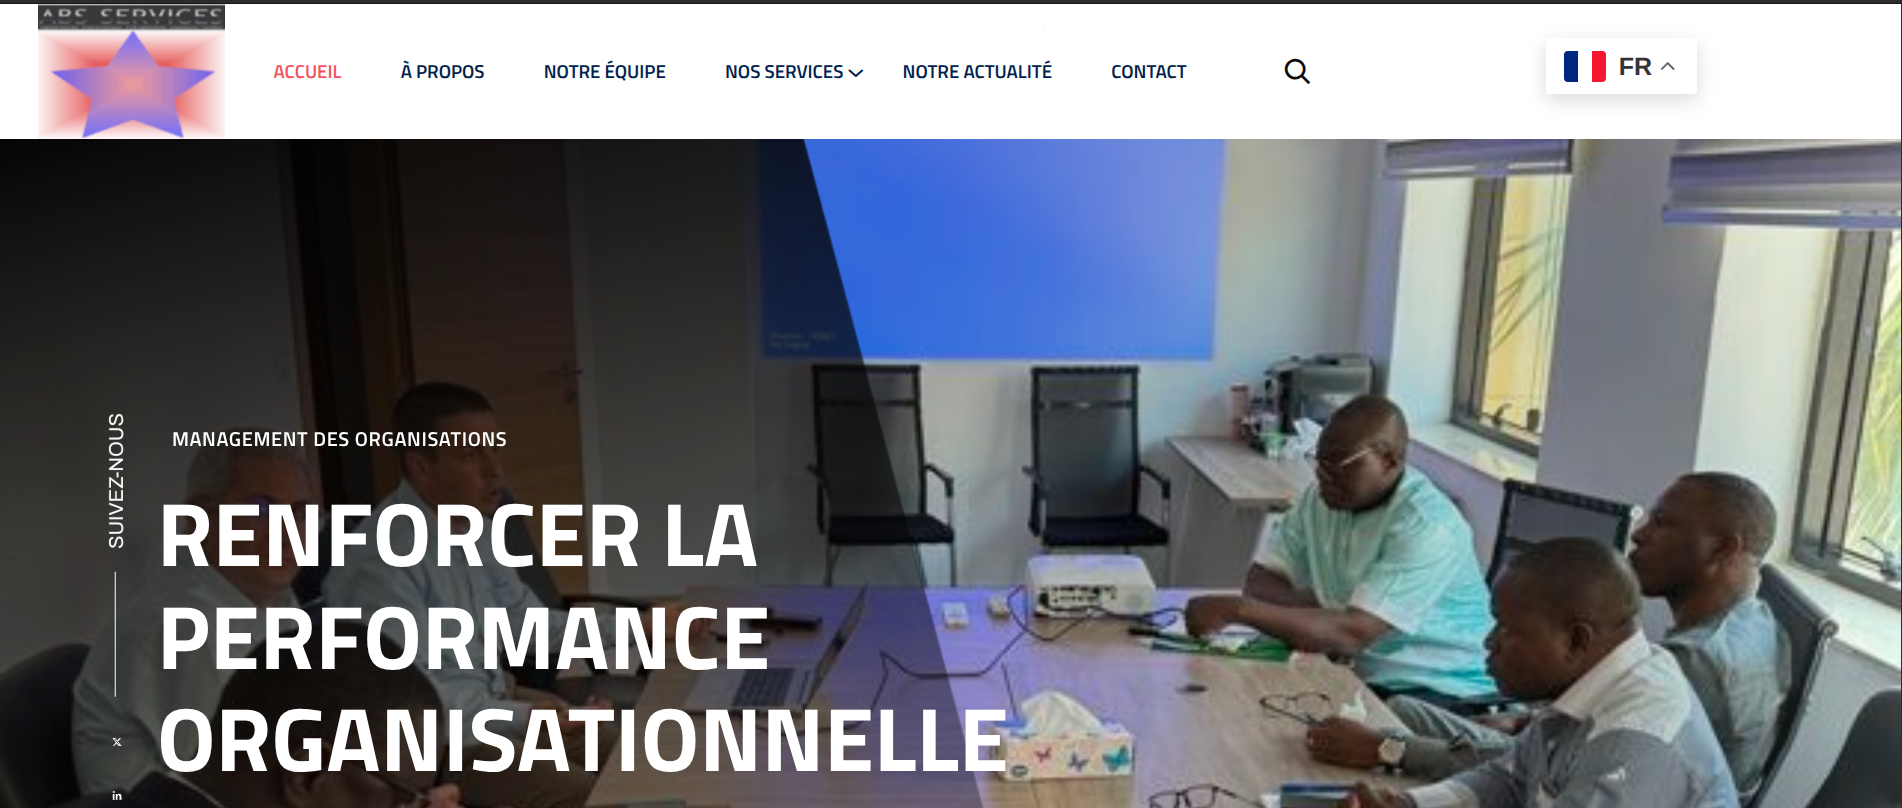 ABS SERVICES
ACCUEIL
À PROPOS
NOTRE ÉQUIPE
NOS SERVICES
NOTRE ACTUALITÉ
CONTACT
FR
SUIVEZ-NOUS
MANAGEMENT DES ORGANISATIONS
RENFORCER LA
PERFORMANCE
ORGANISATIONNELLE
in